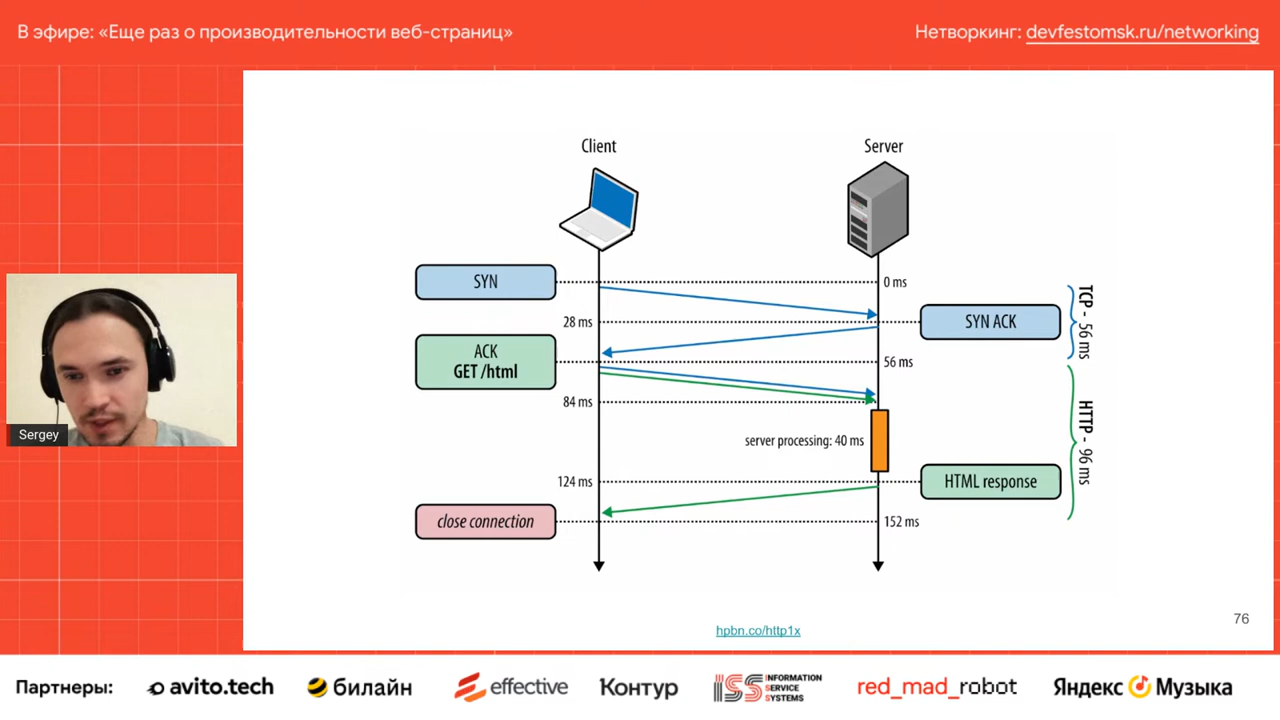 В эфире: «Еще раз о производительности веб-страниц»
Нетворкинг: devfestomsk.ru/networking
Client
Server
SYN
0 ms
28 ms
SYN ACK
TCP - 56 ms
ACK
GET /html
56 ms
84 ms
server processing: 40 ms
HTTP - 96 ms
124 ms
HTML response
close connection
152 ms
Sergey
hpbn.co/http1x
76
Партнеры:
avito.tech
билайн
effective
Контур
ISS INFORMATION
SERVICE
SYSTEMS
red_mad_robot
Яндекс Музыка